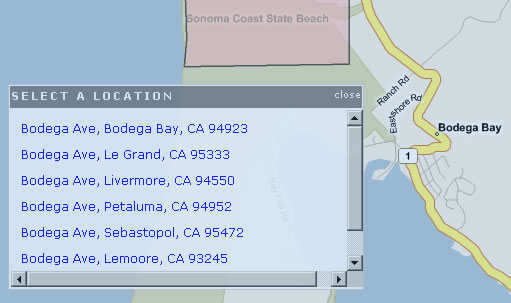 Sonoma Coast State Beach
SELECT A LOCATION close
Bodega Ave, Bodega Bay, CA 94923
Bodega Ave, Le Grand, CA 95333
Bodega Ave, Livermore, CA 94550
Bodega Ave, Petaluma, CA 94952
Bodega Ave, Sebastopol, CA 95472
Bodega Ave, Lemoore, CA 93245
Ranch Rd
Eastshore Rd
Bodega Bay
1
Bay Flat Rd